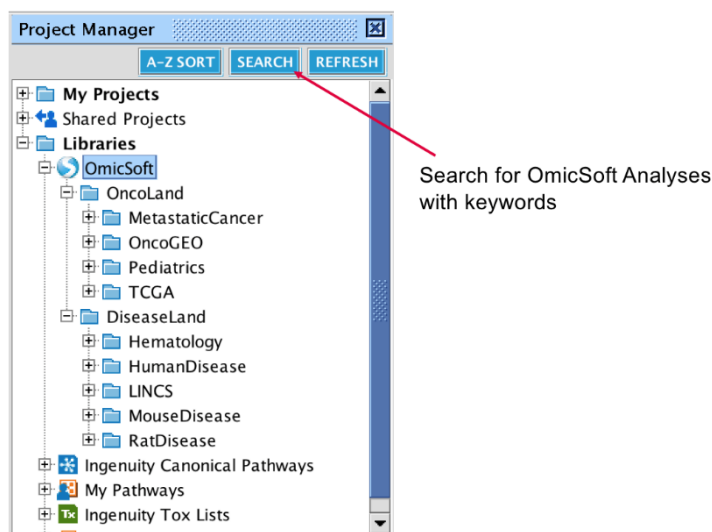 Project Manager
A-Z SORT SEARCH REFRESH
My Projects
Shared Projects
Libraries
OmicSoft
OncoLand
MetastaticCancer
OncoGEO
Pediatrics
TCGA
DiseaseLand
Hematology
HumanDisease
LINCS
MouseDisease
RatDisease
Ingenuity Canonical Pathways
My Pathways
Tx Ingenuity Tox Lists
Search for OmicSoft Analyses
with keywords